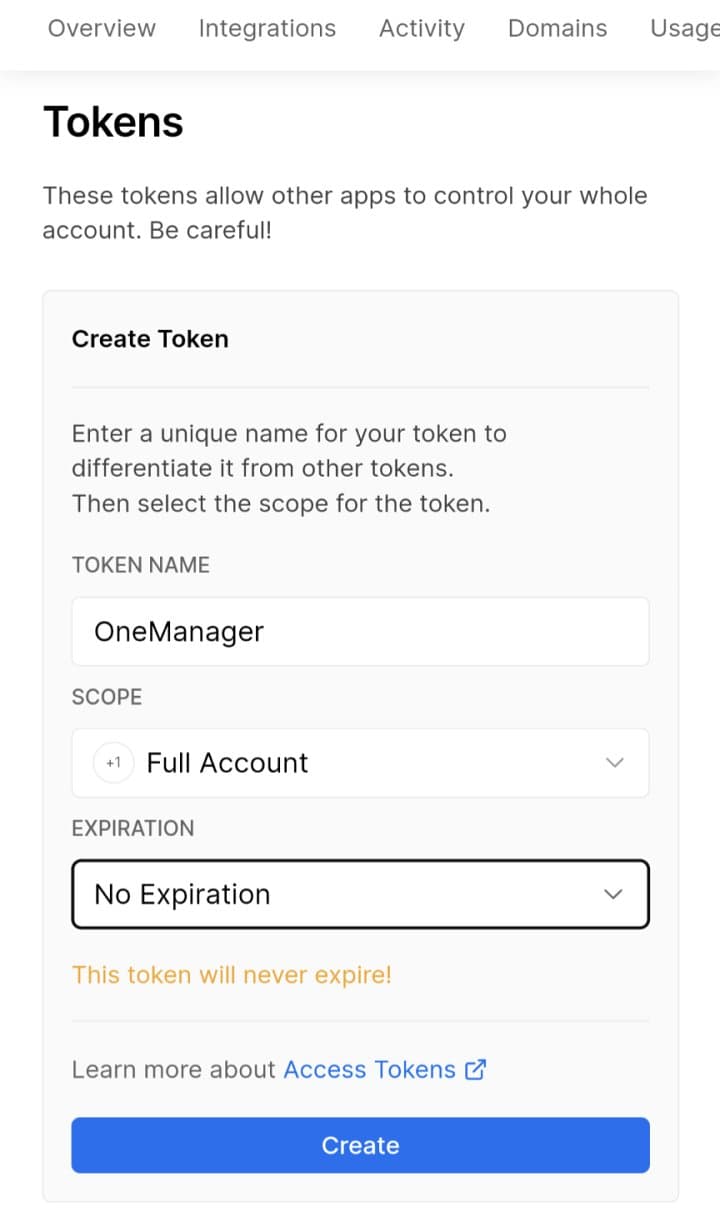 Overview Integrations Activity Domains Usage
Tokens
These tokens allow other apps to control your whole
account. Be careful!
Create Token
Enter a unique name for your token to
differentiate it from other tokens.
Then select the scope for the token.
TOKEN NAME
OneManager
SCOPE
+1 Full Account
EXPIRATION
No Expiration
This token will never expire!
Learn more about Access Tokens
Create